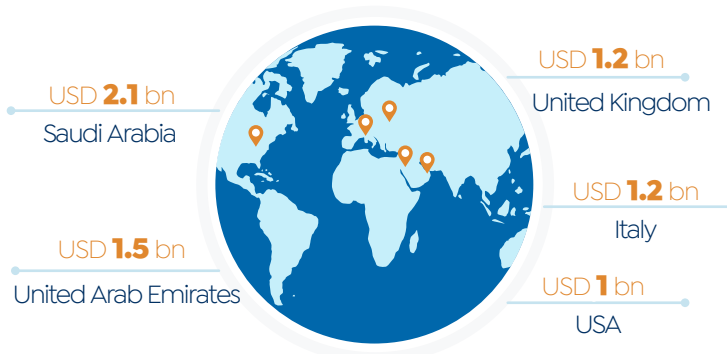 USD 2.1 bn
Saudi Arabia
USD 1.5 bn
United Arab Emirates
USD 1.2 bn
United Kingdom
USD 1.2 bn
Italy
USD 1 bn
USA